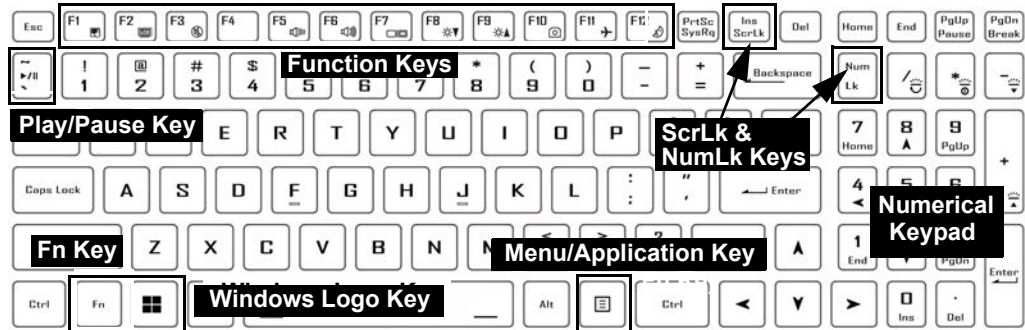 Esc F1 F2 F3 F4 F5 F6 F7 F8 F9 F10 F11 F12 PrtSc SysRq Ins ScrLk Del Home End PgUp Pause PgDn Break
Function Keys
~ ` ! 1 @ 2 # 3 $ 4 5 6 7 * 8 ( 9 ) 0 — - + = Backspace Num Lk / * -
Play/Pause Key
E R T Y U I O P
ScrLk &
NumLk Keys
7 Home 8 9 PgUp +
Caps Lock A S D F G H J K L : ; " ' Enter 4 5 6
Numerical
Keypad
Fn Key
Z X C V B N
Menu/Application Key
1 End PgDn Enter
Ctrl Fn
Windows Logo Key
Alt Ctrl 0 Ins . Del